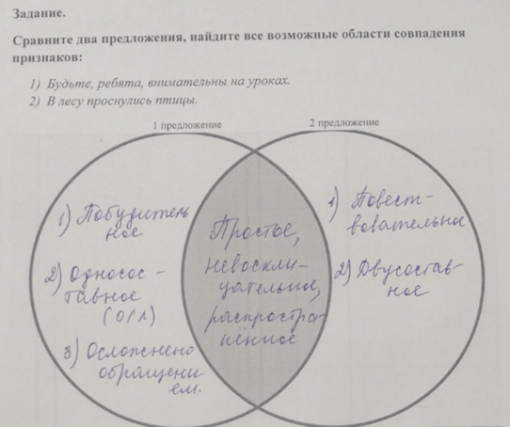 Задание.
Сравните два предложения, найдите все возможные области совпадения
признаков:
1) Будьте, ребята, внимательны на уроках.
2) В лесу проснулись птицы.
1 предложение
2 предложение
1) Побудитель
ное
2) Односос -
тавное
(О/Л)
3) Осложнено
обращени
ем.
Простое,
невоскли-
цательное,
распростра-
нённое
1) Повест-
вовательное
2) Двусостав-
ное